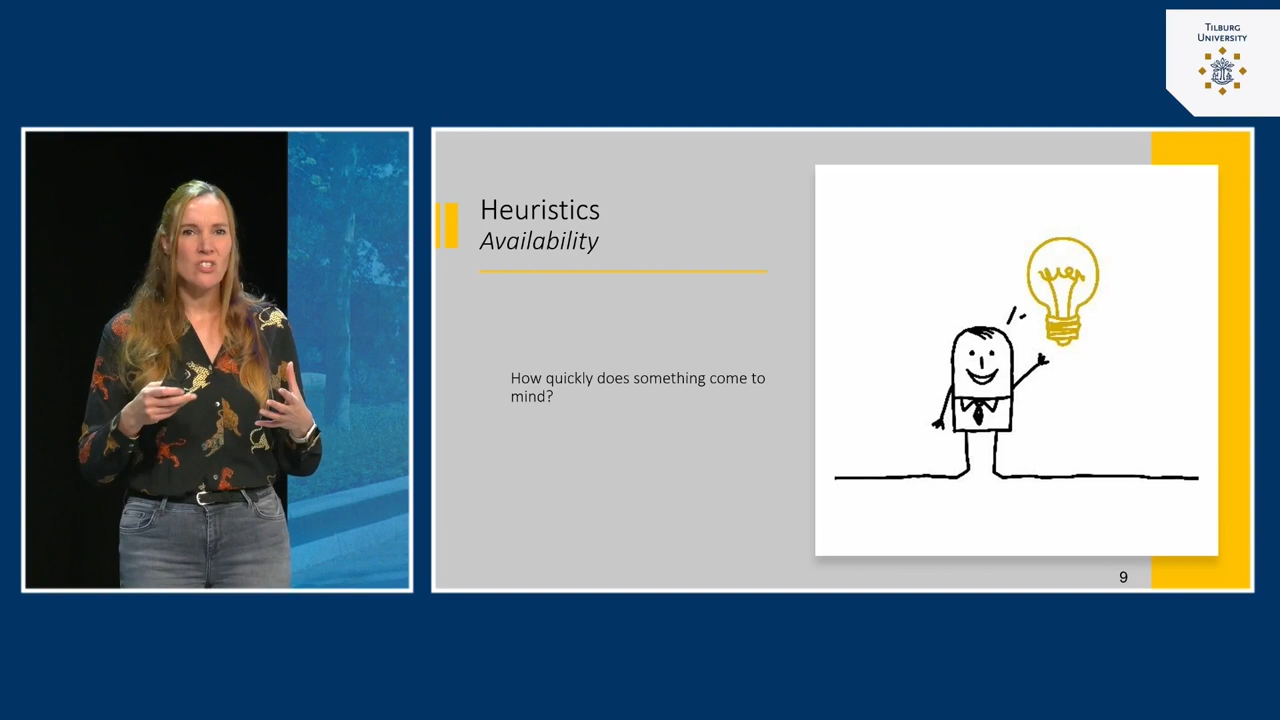 Tilburg
University
Heuristics
Availability
How quickly does something come to
mind?
9